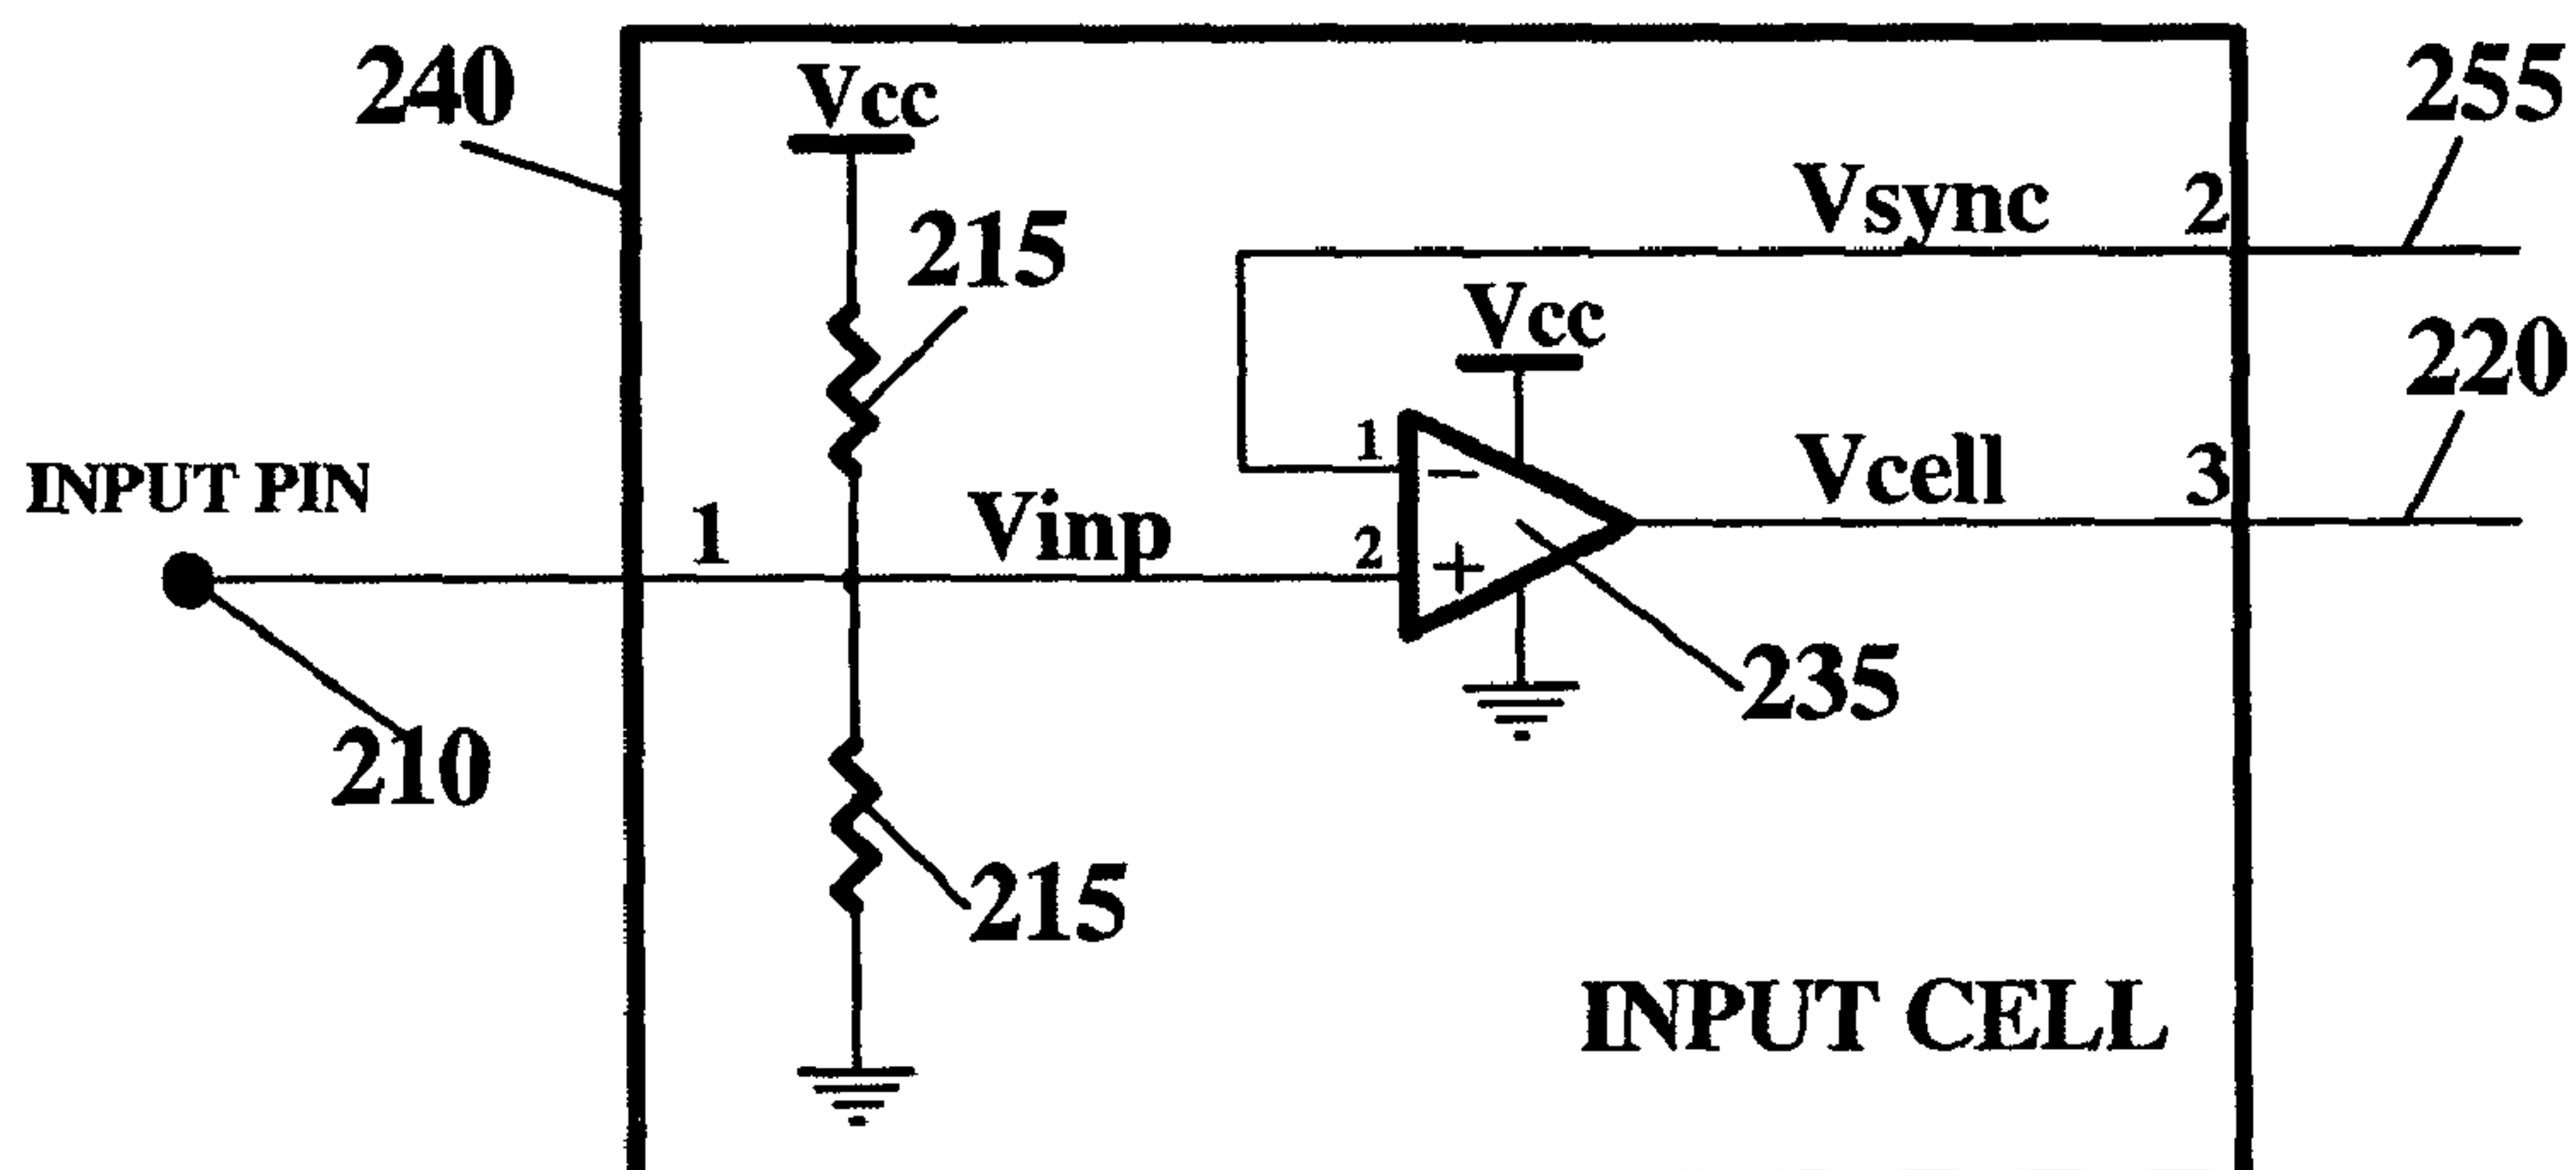 240
Vcc
255
215
Vsync
2
Vcc
220
1
Vcell
3
INPUT PIN
1
Vinp
2
−
+
235
210
215
INPUT CELL